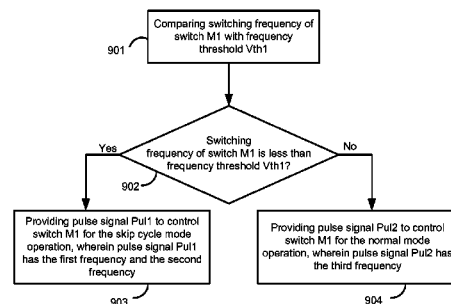 Comparing switching frequency of
switch M1 with frequency
threshold Vth1
901
Switching
frequency of switch M1 is less than
frequency threshold Vth1?
Yes
No
902
Providing pulse signal Pul1 to control
switch M1 for the skip cycle mode
operation, wherein pulse signal Pul1
has the first frequency and the second
frequency
903
Providing pulse signal Pul2 to control
switch M1 for the normal mode
operation, wherein pulse signal Pul2 has
the third frequency
904